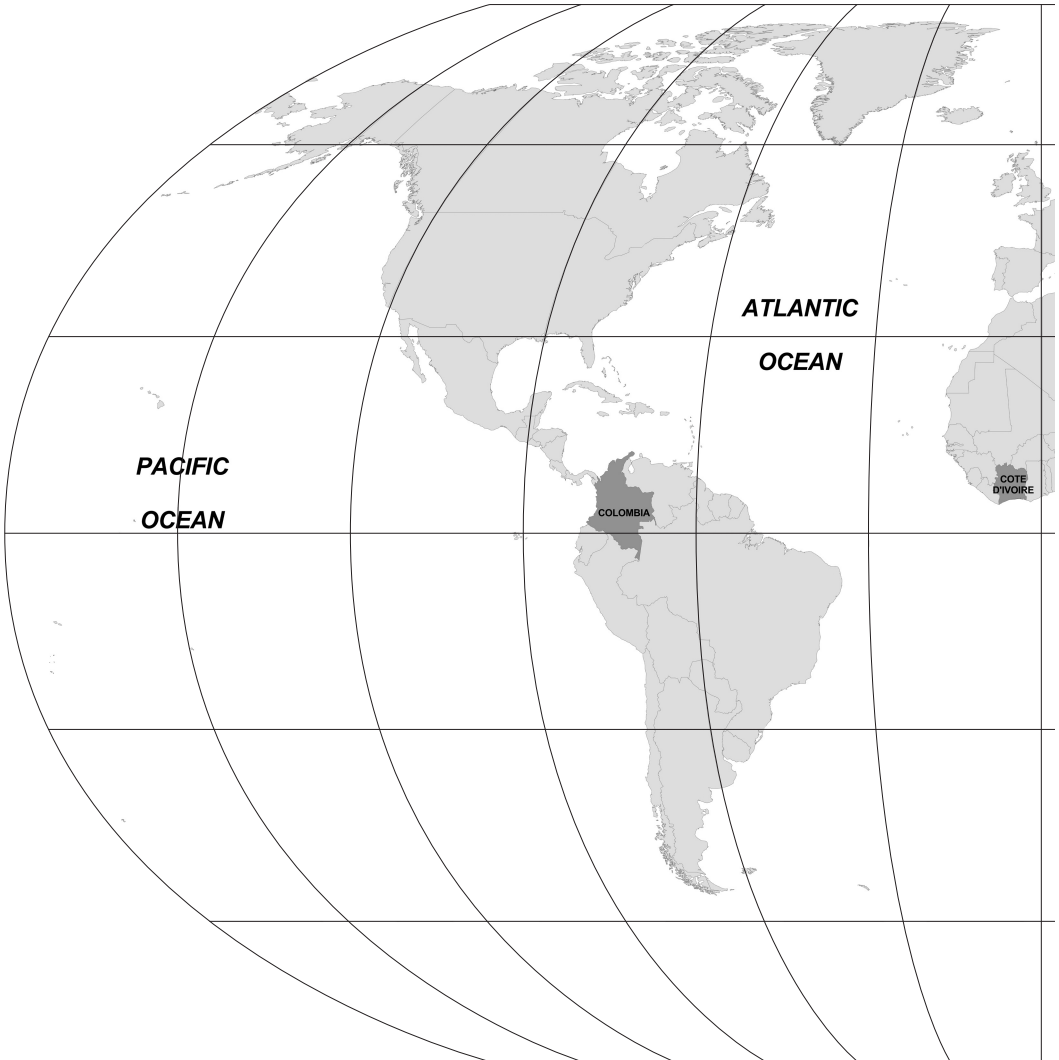 ATLANTIC
OCEAN
PACIFIC
OCEAN
COTE
D'IVOIRE
COLOMBIA